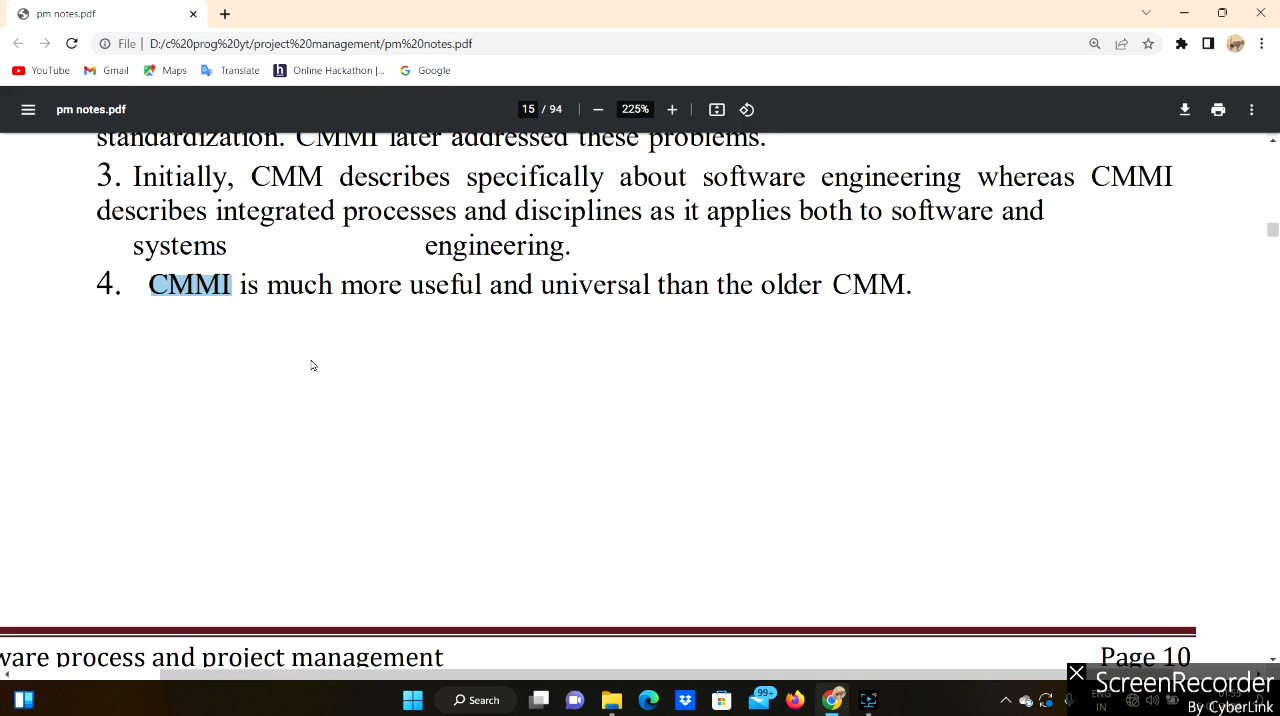 pm notes.pdf
File | D:/c%20prog%20yt/project%20management/pm%20notes.pdf
YouTube Gmail Maps Translate Online Hackathon |... Google
pm notes.pdf 15 / 94 225%
standardization. CMMI later addressed these problems.
3. Initially, CMM describes specifically about software engineering whereas CMMI
describes integrated processes and disciplines as it applies both to software and
systems engineering.
4. CMMI is much more useful and universal than the older CMM.
ware process and project management Page 10
ScreenRecorder
By CyberLink
Search 99+ ENG
IN